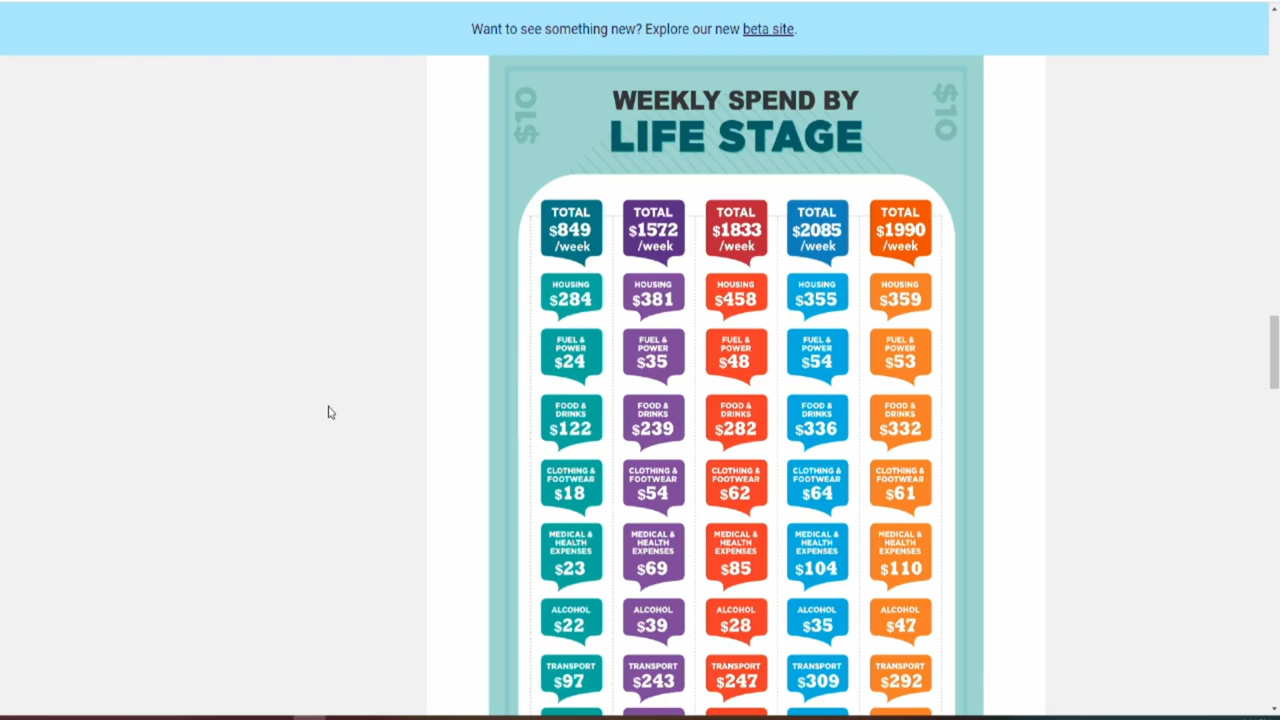 Want to see something new? Explore our new beta site.
$10 $10
WEEKLY SPEND BY
LIFE STAGE
TOTAL TOTAL TOTAL TOTAL TOTAL
$849 $1572 $1833 $2085 $1990
/week /week /week /week /week
HOUSING HOUSING HOUSING HOUSING HOUSING
$284 $381 $458 $355 $359
FUEL & FUEL & FUEL & FUEL & FUEL &
POWER POWER POWER POWER POWER
$24 $35 $48 $54 $53
FOOD & FOOD & FOOD & FOOD & FOOD &
DRINKS DRINKS DRINKS DRINKS DRINKS
$122 $239 $282 $336 $332
CLOTHING & CLOTHING & CLOTHING & CLOTHING & CLOTHING &
FOOTWEAR FOOTWEAR FOOTWEAR FOOTWEAR FOOTWEAR
$18 $54 $62 $64 $61
MEDICAL & MEDICAL & MEDICAL & MEDICAL & MEDICAL &
HEALTH HEALTH HEALTH HEALTH HEALTH
EXPENSES EXPENSES EXPENSES EXPENSES EXPENSES
$23 $69 $85 $104 $110
ALCOHOL ALCOHOL ALCOHOL ALCOHOL ALCOHOL
$22 $39 $28 $35 $47
TRANSPORT TRANSPORT TRANSPORT TRANSPORT TRANSPORT
$97 $243 $247 $309 $292